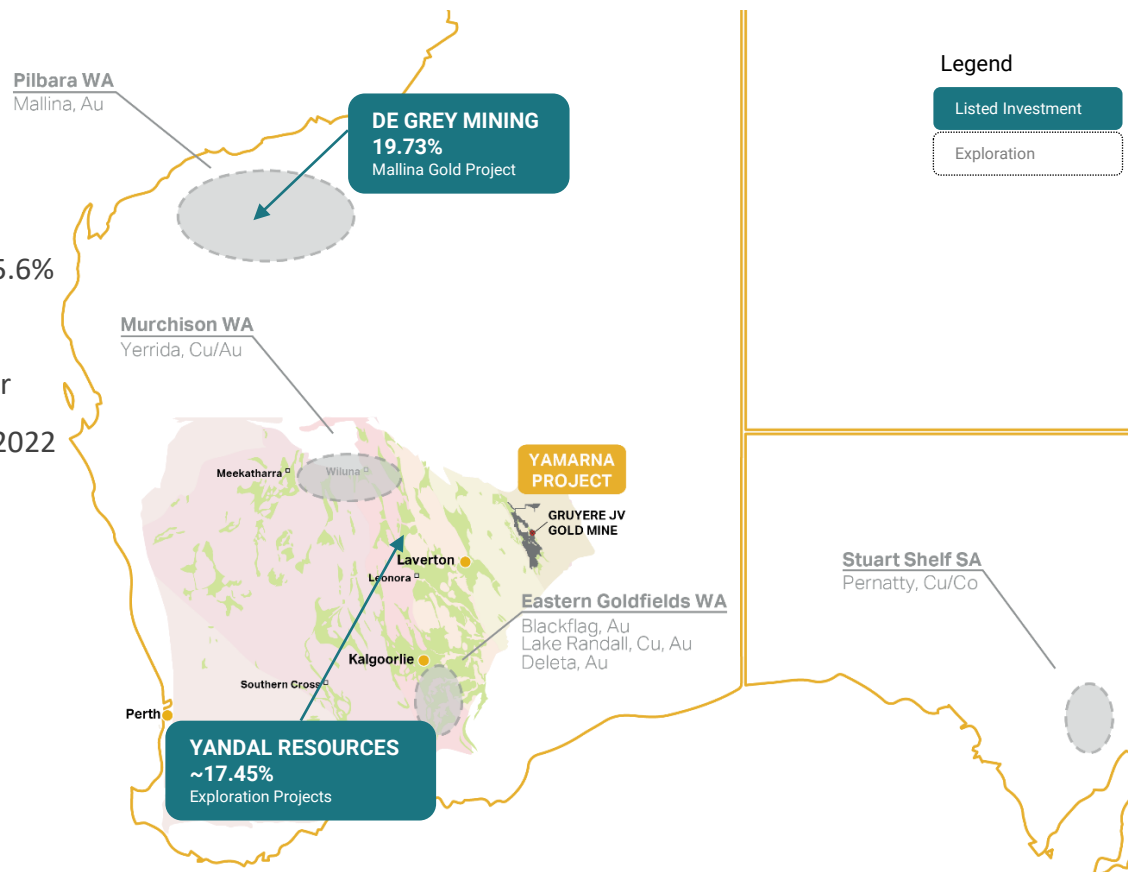 Pilbara WA
Mallina, Au
DE GREY MINING
19.73%
Mallina Gold Project
Legend
Listed Investment
Exploration
5.6%
r
2022
Murchison WA
Yerrida, Cu/Au
Meekatharra
Wiluna
YAMARNA
PROJECT
GRUYERE JV
GOLD MINE
Laverton
Leonora
Eastern Goldfields WA
Blackflag, Au
Lake Randall, Cu, Au
Deleta, Au
Stuart Shelf SA
Pernatty, Cu/Co
Kalgoorlie
Southern Cross
Perth
YANDAL RESOURCES
~17.45%
Exploration Projects